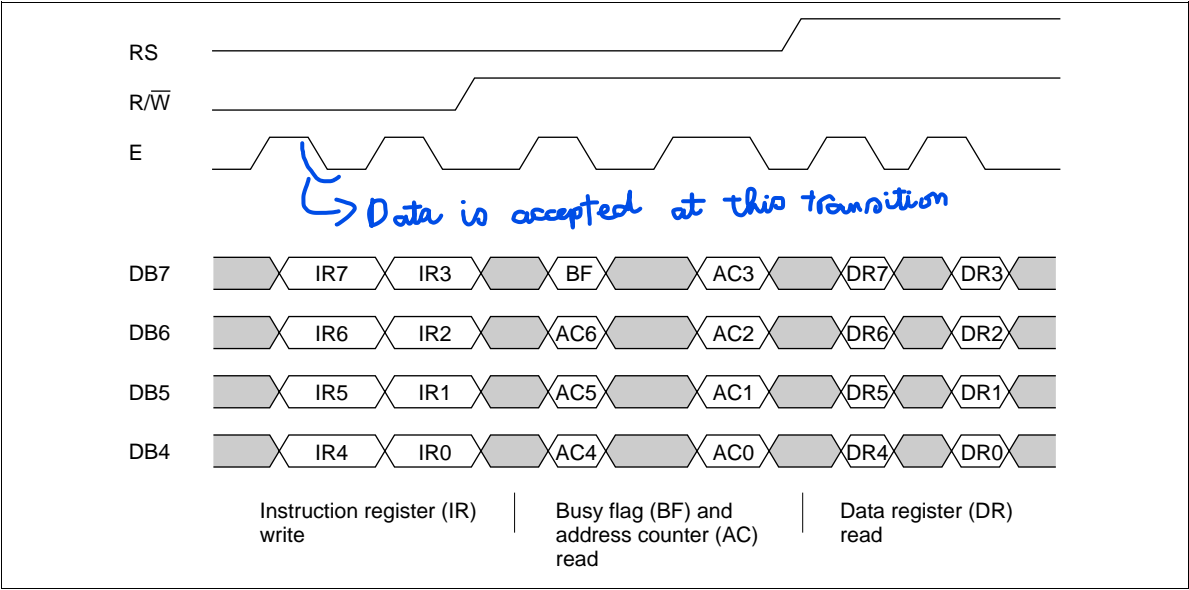 RS
R/W̅
E
Data is accepted at this transition
DB7 IR7 IR3 BF AC3 DR7 DR3
DB6 IR6 IR2 AC6 AC2 DR6 DR2
DB5 IR5 IR1 AC5 AC1 DR5 DR1
DB4 IR4 IR0 AC4 AC0 DR4 DR0
Instruction register (IR)
write
Busy flag (BF) and
address counter (AC)
read
Data register (DR)
read